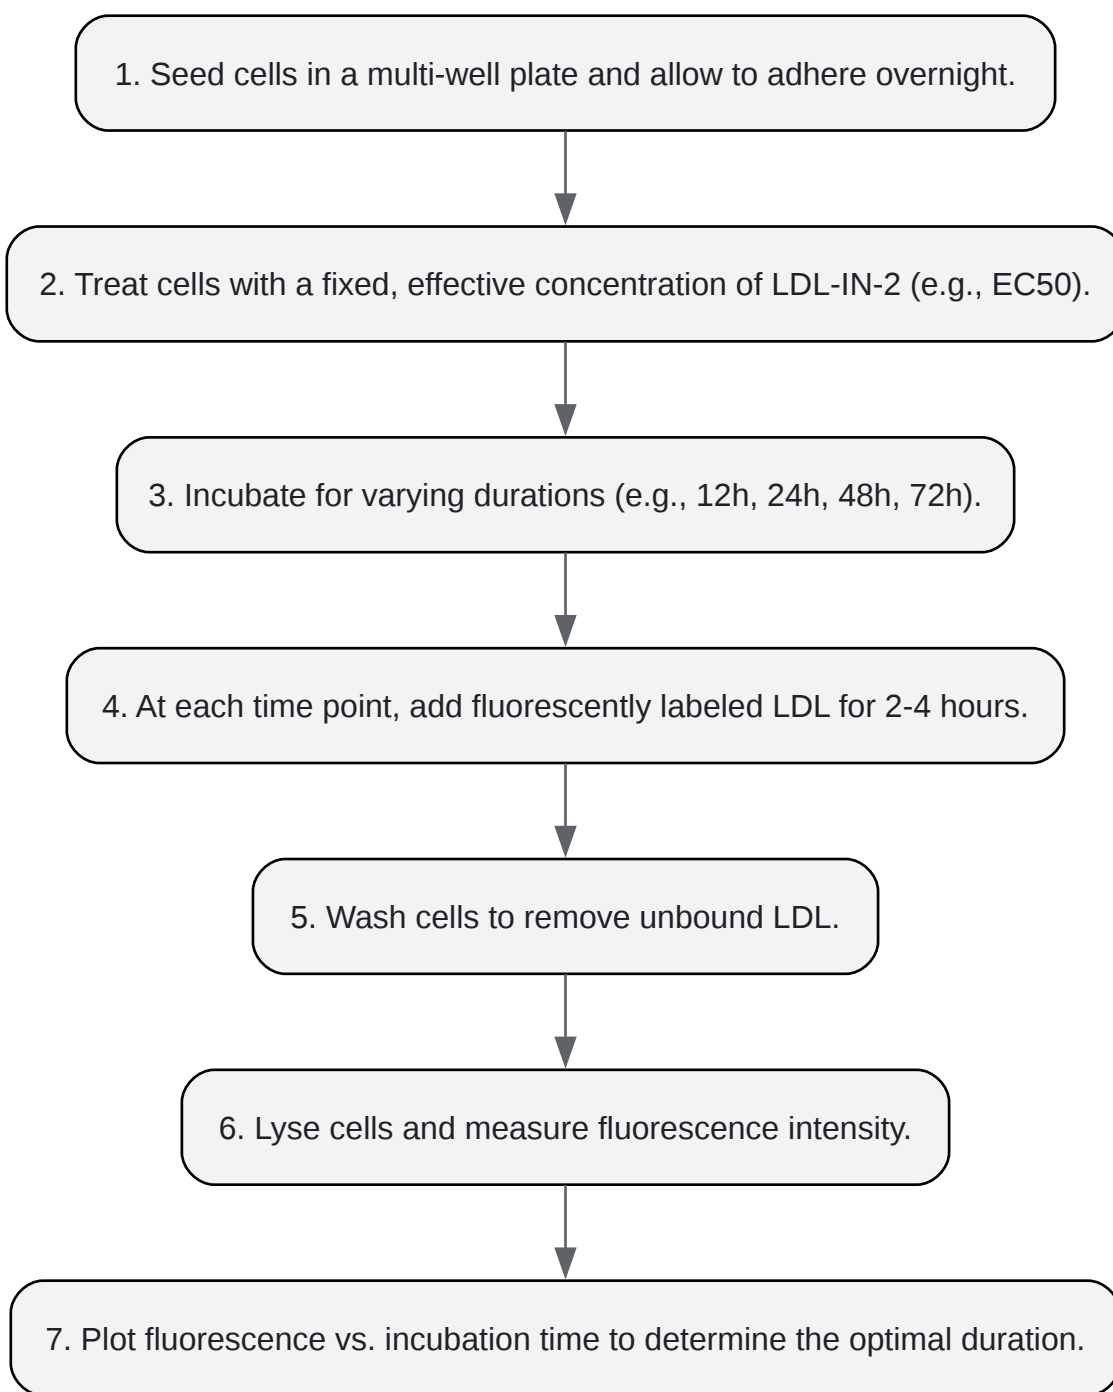 1. Seed cells in a multi-well plate and allow to adhere overnight.
2. Treat cells with a fixed, effective concentration of LDL-IN-2 (e.g., EC50).
3. Incubate for varying durations (e.g., 12h, 24h, 48h, 72h).
4. At each time point, add fluorescently labeled LDL for 2-4 hours.
5. Wash cells to remove unbound LDL.
6. Lyse cells and measure fluorescence intensity.
7. Plot fluorescence vs. incubation time to determine the optimal duration.